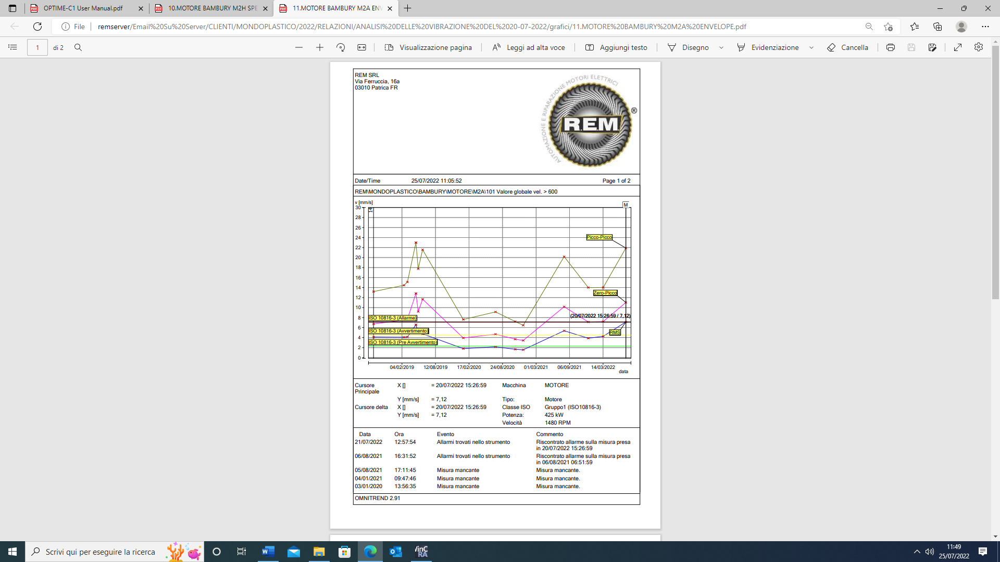 OPTIME-C1 User Manual.pdf
10.MOTORE BAMBURY M2H SPE
11.MOTORE BAMBURY M2A ENV
File
remserver/Email%20Su%20Server/CLIENTI/MONDOPLASTICO/2022/RELAZIONI/ANALISI%20DELLE%20VIBRAZIONE%20DEL%2020-07-2022/grafici/11.MOTORE%20BAMBURY%20M2A%20ENVELOPE.pdf
1 di 2
Visualizzazione pagina
Leggi ad alta voce
Aggiungi testo
Disegno
Evidenziazione
Cancella
REM SRL
Via Ferruccia, 16a
03010 Patrica FR
AUTOMAZIONE E RIPARAZIONE MOTORI ELETTRICI
R.E.M. ®
Date/Time 25/07/2022 11:05:52 Page 1 of 2
REM\MONDOPLASTICO\BAMBURY\MOTORE\M2A\101 Valore globale vel. > 600
v [mm/s]
M
14
30
28
26
24
22
20
18
16
14
12
10
8
6
4
2
0
Picco-Picco
Zero-Picco
(20/07/2022 15:26:59 / 7,12)
ISO 10816-3 (Allarme)
ISO 10816-3 (Avvertimento)
RMS
ISO 10816-3 (Pre Avvertimento)
04/02/2019 12/08/2019 17/02/2020 24/08/2020 01/03/2021 06/09/2021 14/03/2022
data
Cursore Principale X [] = 20/07/2022 15:26:59 Macchina MOTORE
Y [mm/s] = 7,12 Tipo: Motore
Cursore delta X [] = 20/07/2022 15:26:59 Classe ISO Gruppo1 (ISO10816-3)
Y [mm/s] = 7,12 Potenza: 425 kW
Velocità 1480 RPM
Data Ora Evento Commento
21/07/2022 12:57:54 Allarmi trovati nello strumento Riscontrato allarme sulla misura presa
in 20/07/2022 15:26:59
06/08/2021 16:31:52 Allarmi trovati nello strumento Riscontrato allarme sulla misura presa
in 06/08/2021 06:51:59
05/08/2021 17:11:45 Misura mancante Misura mancante.
04/01/2021 09:47:46 Misura mancante Misura mancante.
03/01/2020 13:56:35 Misura mancante Misura mancante.
OMNITREND 2.91
Scrivi qui per eseguire la ricerca
11:49
25/07/2022